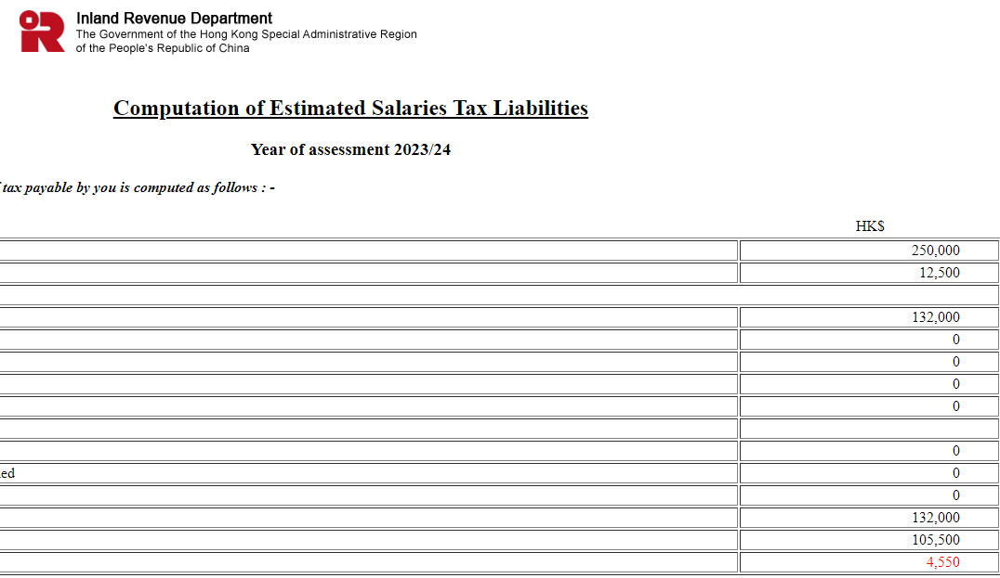 Inland Revenue Department
The Government of the Hong Kong Special Administrative Region
of the People's Republic of China
Computation of Estimated Salaries Tax Liabilities
Year of assessment 2023/24
tax payable by you is computed as follows : -
HK$
250,000
12,500
132,000
0
0
0
0
0
ed 0
0
132,000
105,500
4,550